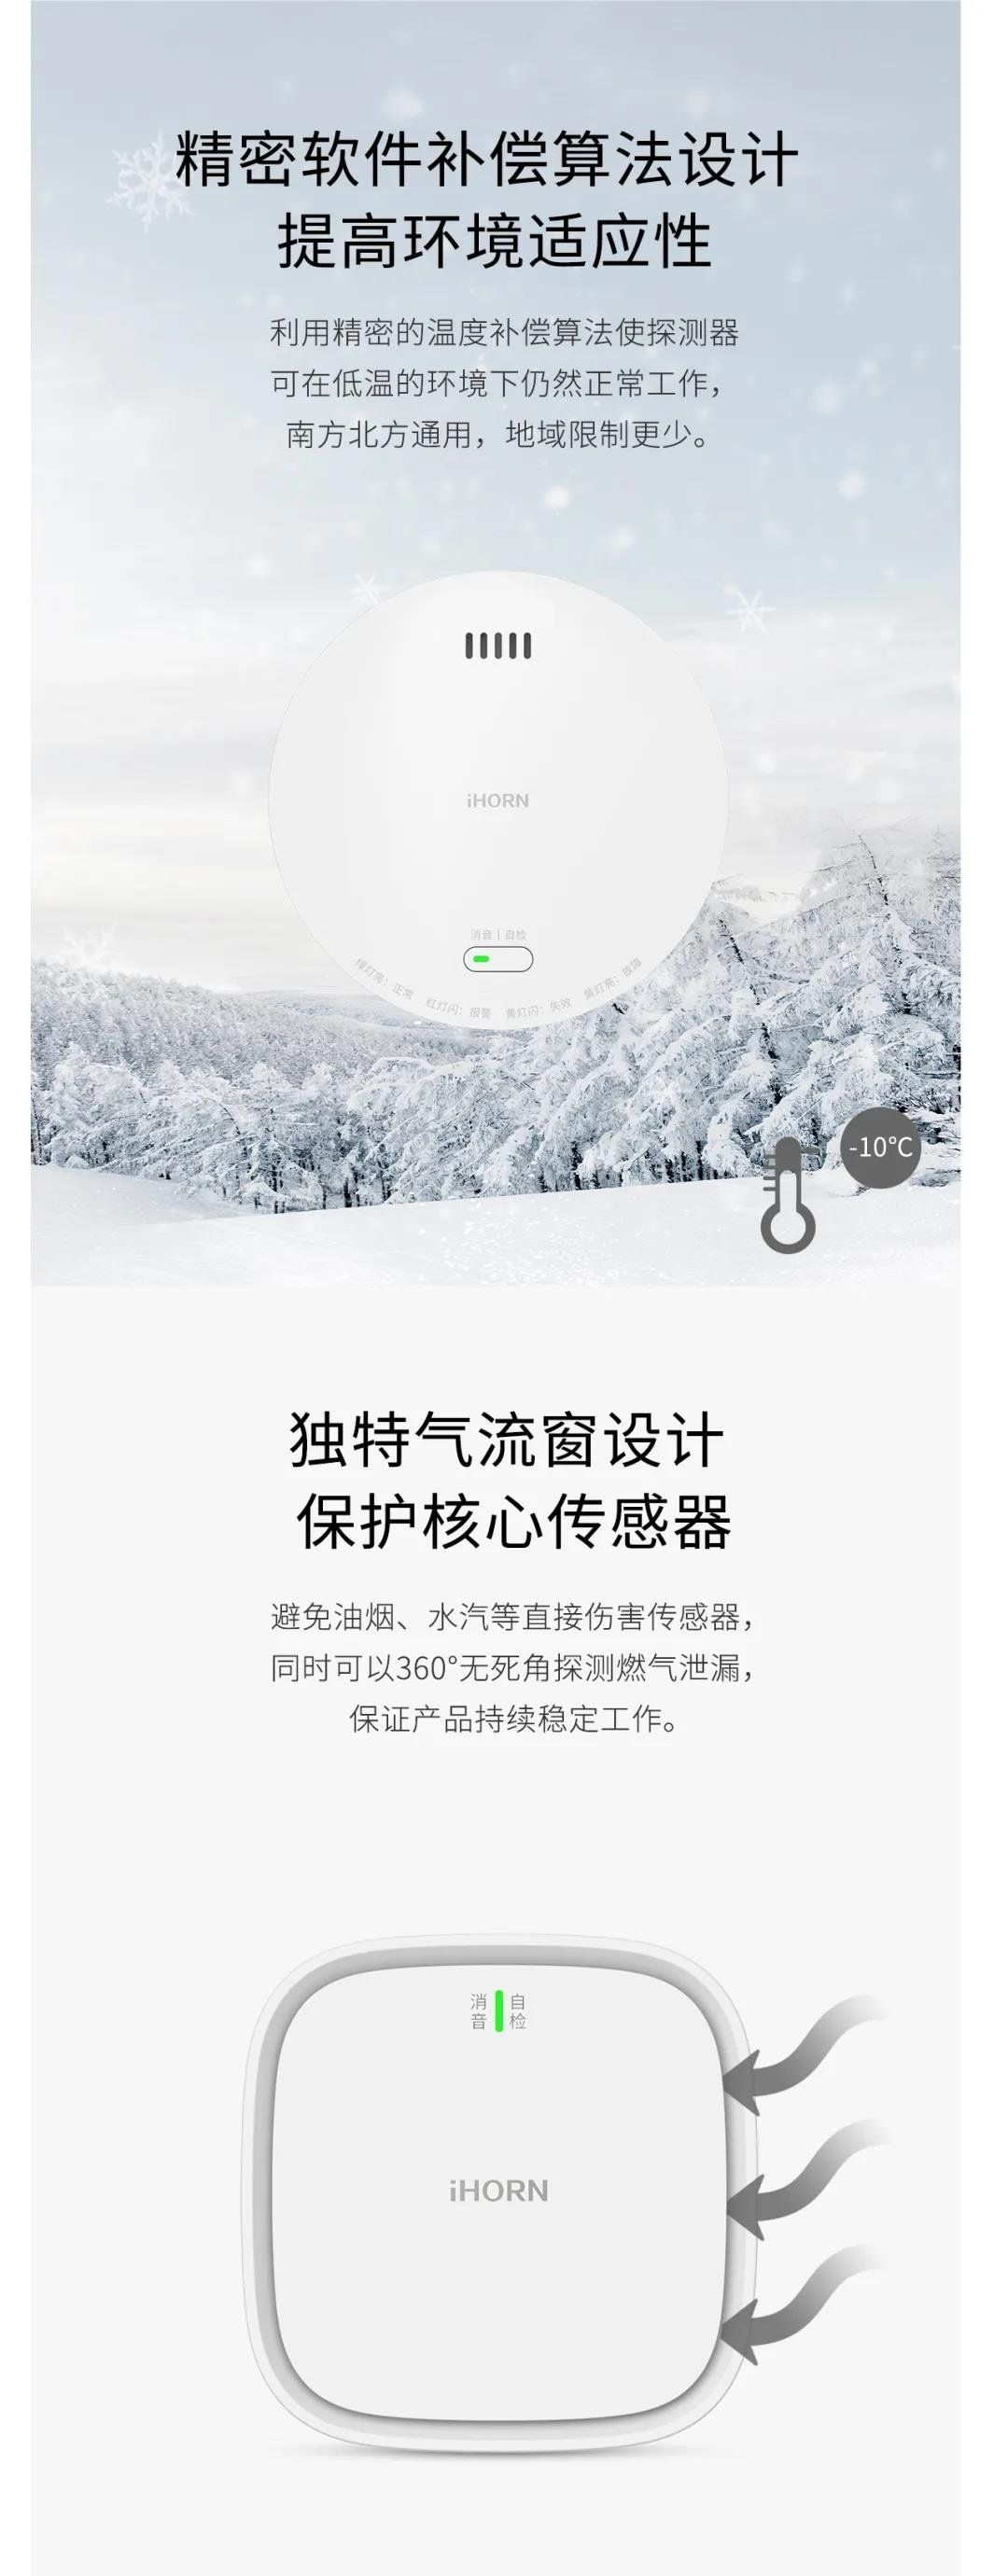 精密软件补偿算法设计
提高环境适应性
利用精密的温度补偿算法使探测器
可在低温的环境下仍然正常工作，
南方北方通用，地域限制更少。
iHORN
消音 | 自检
绿灯亮：正常 红灯闪：报警 黄灯闪：失效 黄灯亮：故障
-10°C
独特气流窗设计
保护核心传感器
避免油烟、水汽等直接伤害传感器，
同时可以360°无死角探测燃气泄漏，
保证产品持续稳定工作。
消音 自检
iHORN